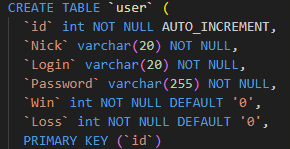 CREATE TABLE `user` (
`id` int NOT NULL AUTO_INCREMENT,
`Nick` varchar(20) NOT NULL,
`Login` varchar(20) NOT NULL,
`Password` varchar(255) NOT NULL,
`Win` int NOT NULL DEFAULT '0',
`Loss` int NOT NULL DEFAULT '0',
PRIMARY KEY (`id`)